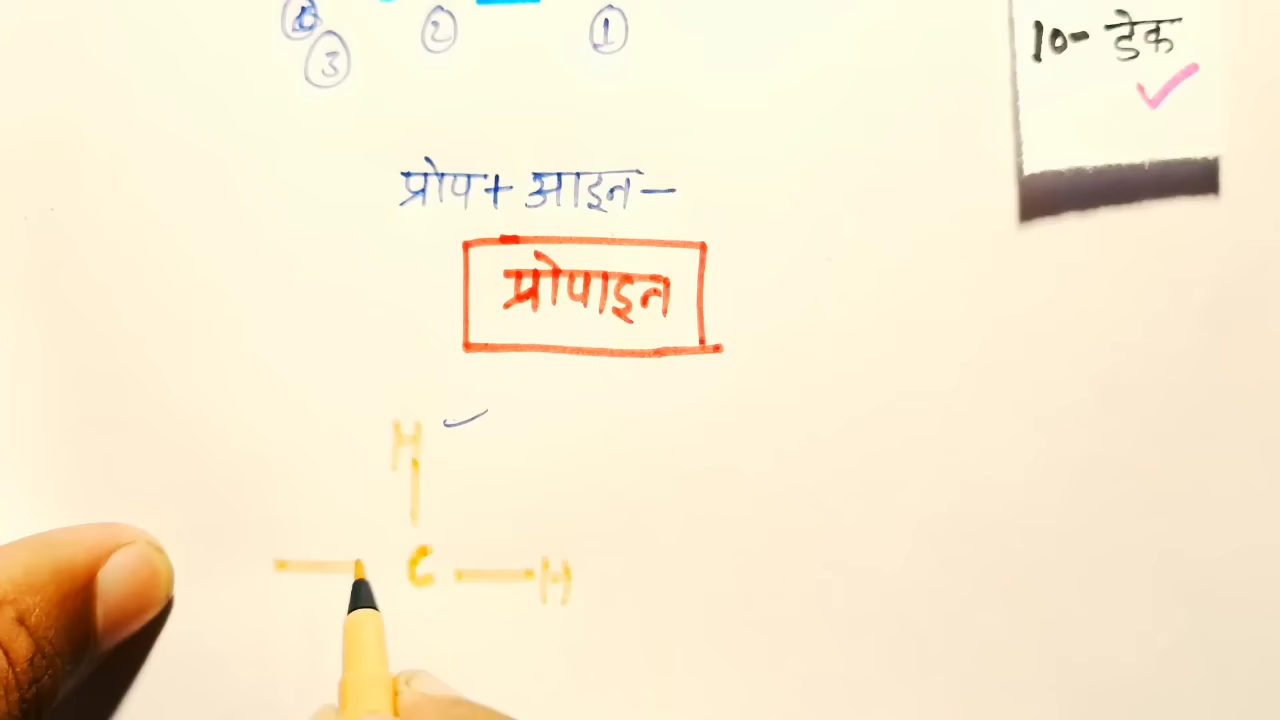 ② ①
③
10- डेक
प्रोप+ आइन-
प्रोपाइन
H
C — H